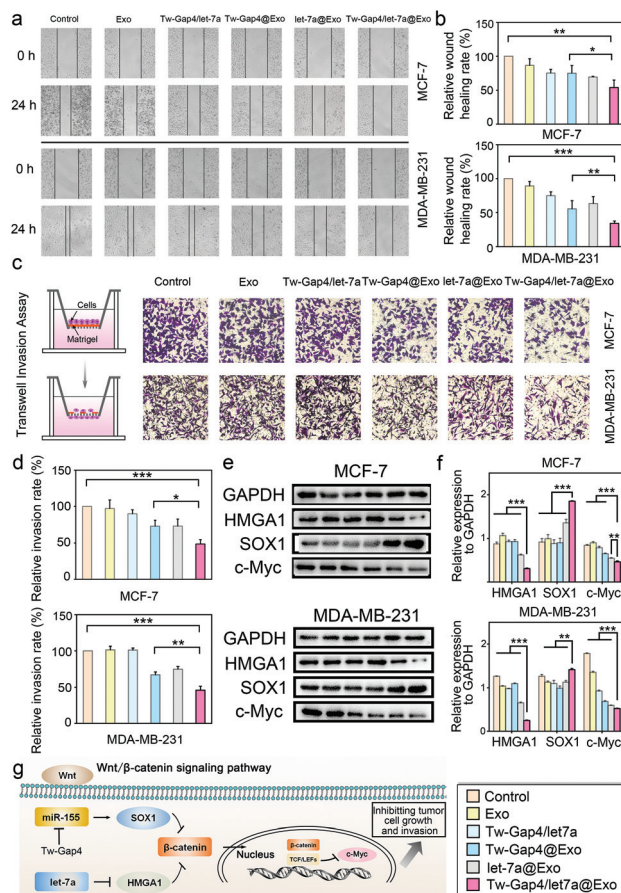 a
Control Exo Tw-Gap4/let-7a Tw-Gap4@Exo let-7a@Exo Tw-Gap4/let-7a@Exo
0 h
24 h
MCF-7
0 h
24 h
MDA-MB-231
b
Relative wound
healing rate (%)
100
50
0
**
*
MCF-7
Relative wound
healing rate (%)
100
50
0
***
**
MDA-MB-231
c
Transwell Invasion Assay
Cells
Matrigel
Control Exo Tw-Gap4/let-7a Tw-Gap4@Exo let-7a@Exo Tw-Gap4/let-7a@Exo
MCF-7
MDA-MB-231
d
Relative invasion rate (%)
150
100
50
0
***
*
MCF-7
Relative invasion rate (%)
150
100
50
0
***
**
MDA-MB-231
e
MCF-7
GAPDH
HMGA1
SOX1
c-Myc
MDA-MB-231
GAPDH
HMGA1
SOX1
c-Myc
f
MCF-7
Relative expression
to GAPDH
2
1
0
***
***
***
**
HMGA1 SOX1 c-Myc
MDA-MB-231
Relative expression
to GAPDH
2
1
0
***
**
***
HMGA1 SOX1 c-Myc
g
Wnt
Wnt/β-catenin signaling pathway
miR-155
SOX1
Tw-Gap4
let-7a
HMGA1
β-catenin
Nucleus
β-catenin
TCF/LEFs
c-Myc
Inhibiting tumor
cell growth and
invasion
Control
Exo
Tw-Gap4/let7a
Tw-Gap4@Exo
let-7a@Exo
Tw-Gap4/let-7a@Exo